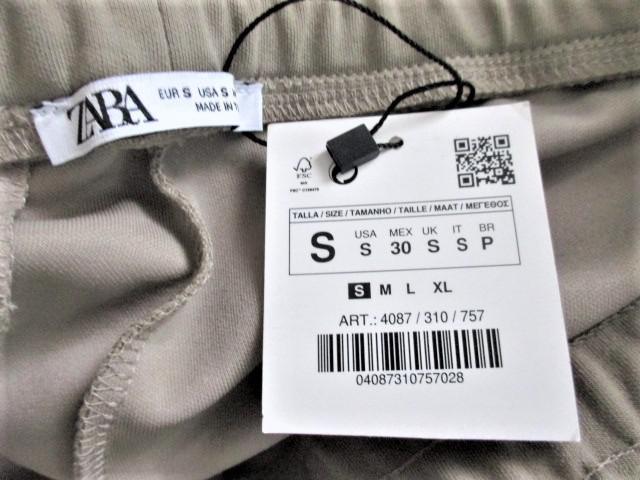 ZARA
EUR S USA S
MADE IN
FSC
TALLA / SIZE / TAMANHO / TAILLE / MAAT / ΜΕΓΕΘΟΣ
S
USA MEX UK IT BR
S 30 S S P
S M L XL
ART.: 4087 / 310 / 757
04087310757028